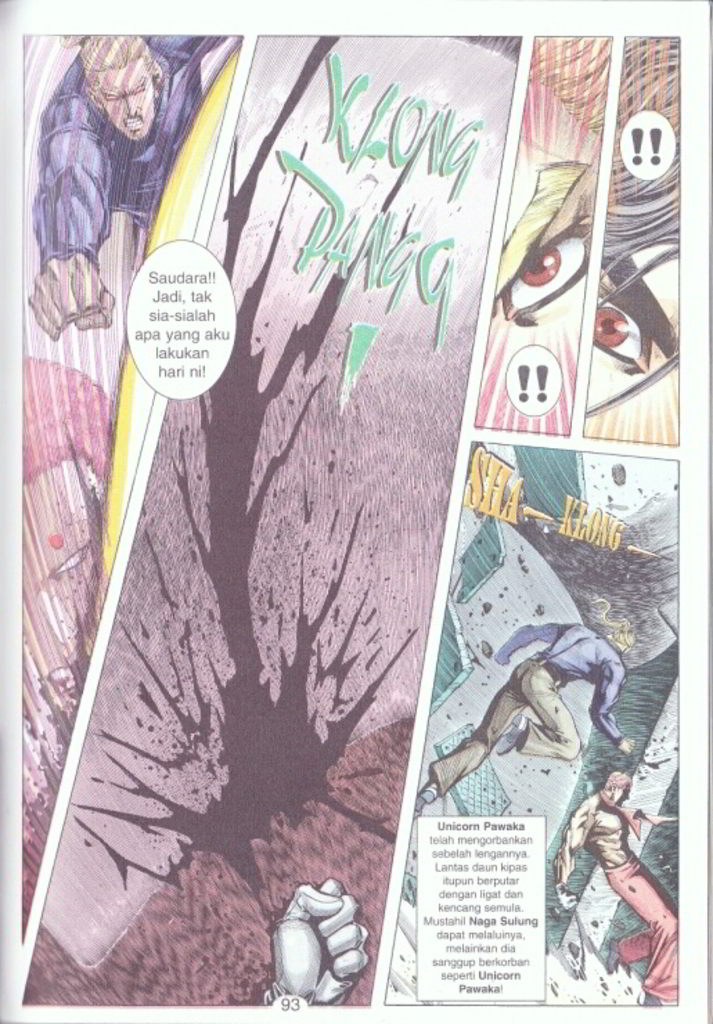 Saudara!!
Jadi, tak
sia-sialah
apa yang aku
lakukan
hari ni!
KLONG
DANGG
!
!!
!!
SHA—KLONG—
Unicorn Pawaka
telah mengorbankan
sebelah lengannya.
Lantas daun kipas
itupun berputar
dengan ligat dan
kencang semula.
Mustahil Naga Sulung
dapat melaluinya,
melainkan dia
sanggup berkorban
seperti Unicorn
Pawaka!
93